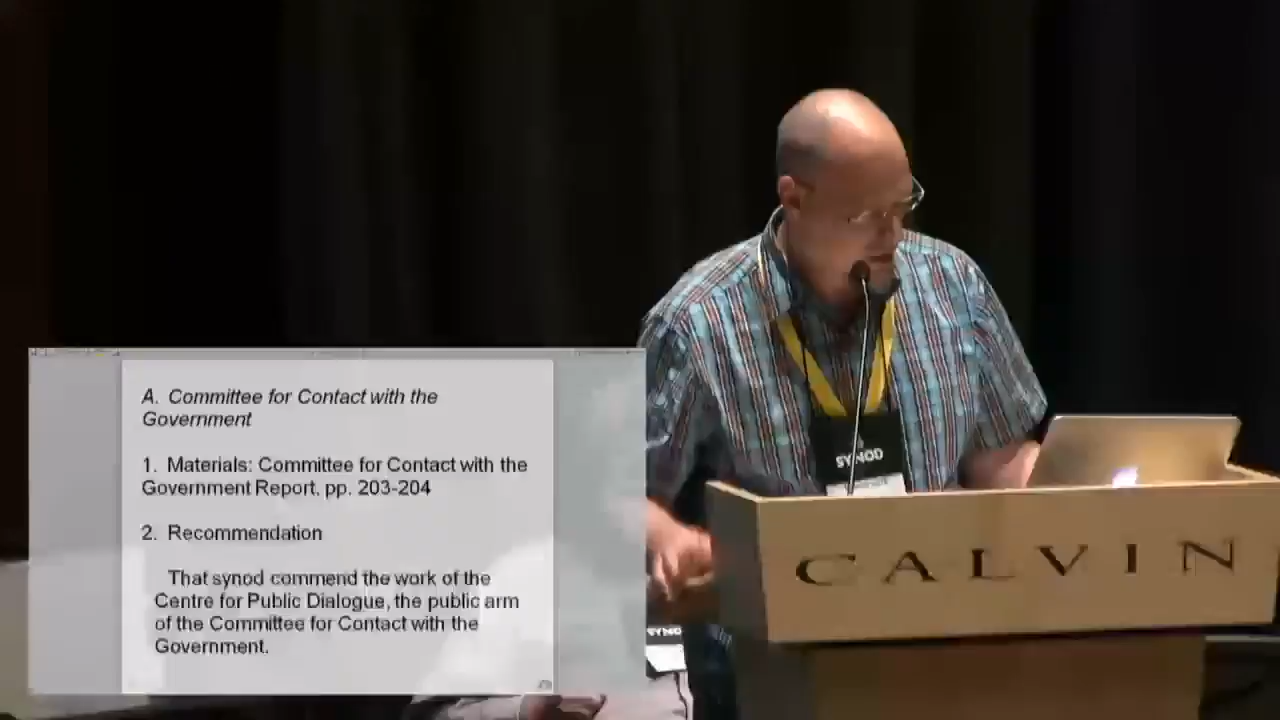 A. Committee for Contact with the
Government
1. Materials: Committee for Contact with the
Government Report, pp. 203-204
2. Recommendation
That synod commend the work of the
Centre for Public Dialogue, the public arm
of the Committee for Contact with the
Government.
SYNOD
CALVIN
SYNO